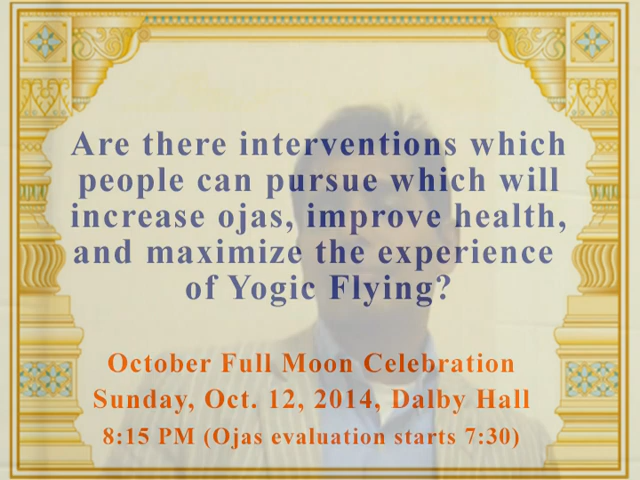 Are there interventions which
people can pursue which will
increase ojas, improve health,
and maximize the experience
of Yogic Flying?
October Full Moon Celebration
Sunday, Oct. 12, 2014, Dalby Hall
8:15 PM (Ojas evaluation starts 7:30)